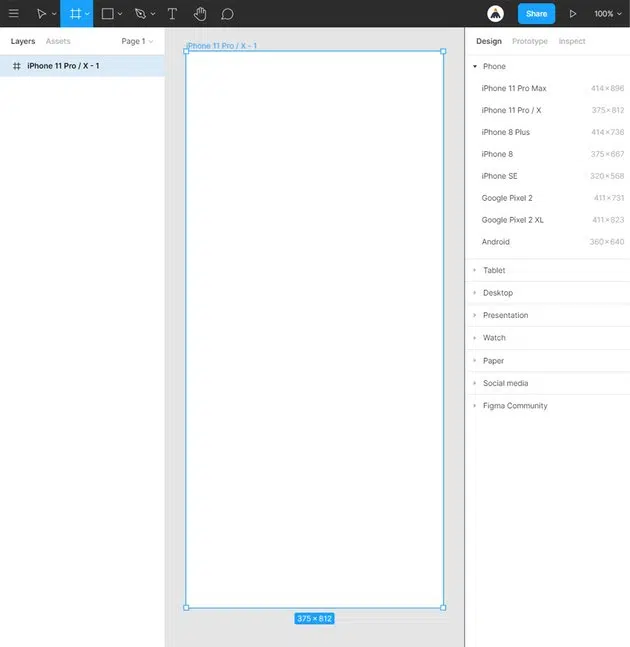 Share
100%
Layers
Assets
Page 1
Design
Prototype
Inspect
iPhone 11 Pro / X - 1
iPhone 11 Pro / X - 1
Phone
iPhone 11 Pro Max 414×896
iPhone 11 Pro / X 375×812
iPhone 8 Plus 414×736
iPhone 8 375×667
iPhone SE 320×568
Google Pixel 2 411×731
Google Pixel 2 XL 411×823
Android 360×640
Tablet
Desktop
Presentation
Watch
Paper
Social media
Figma Community
375 × 812